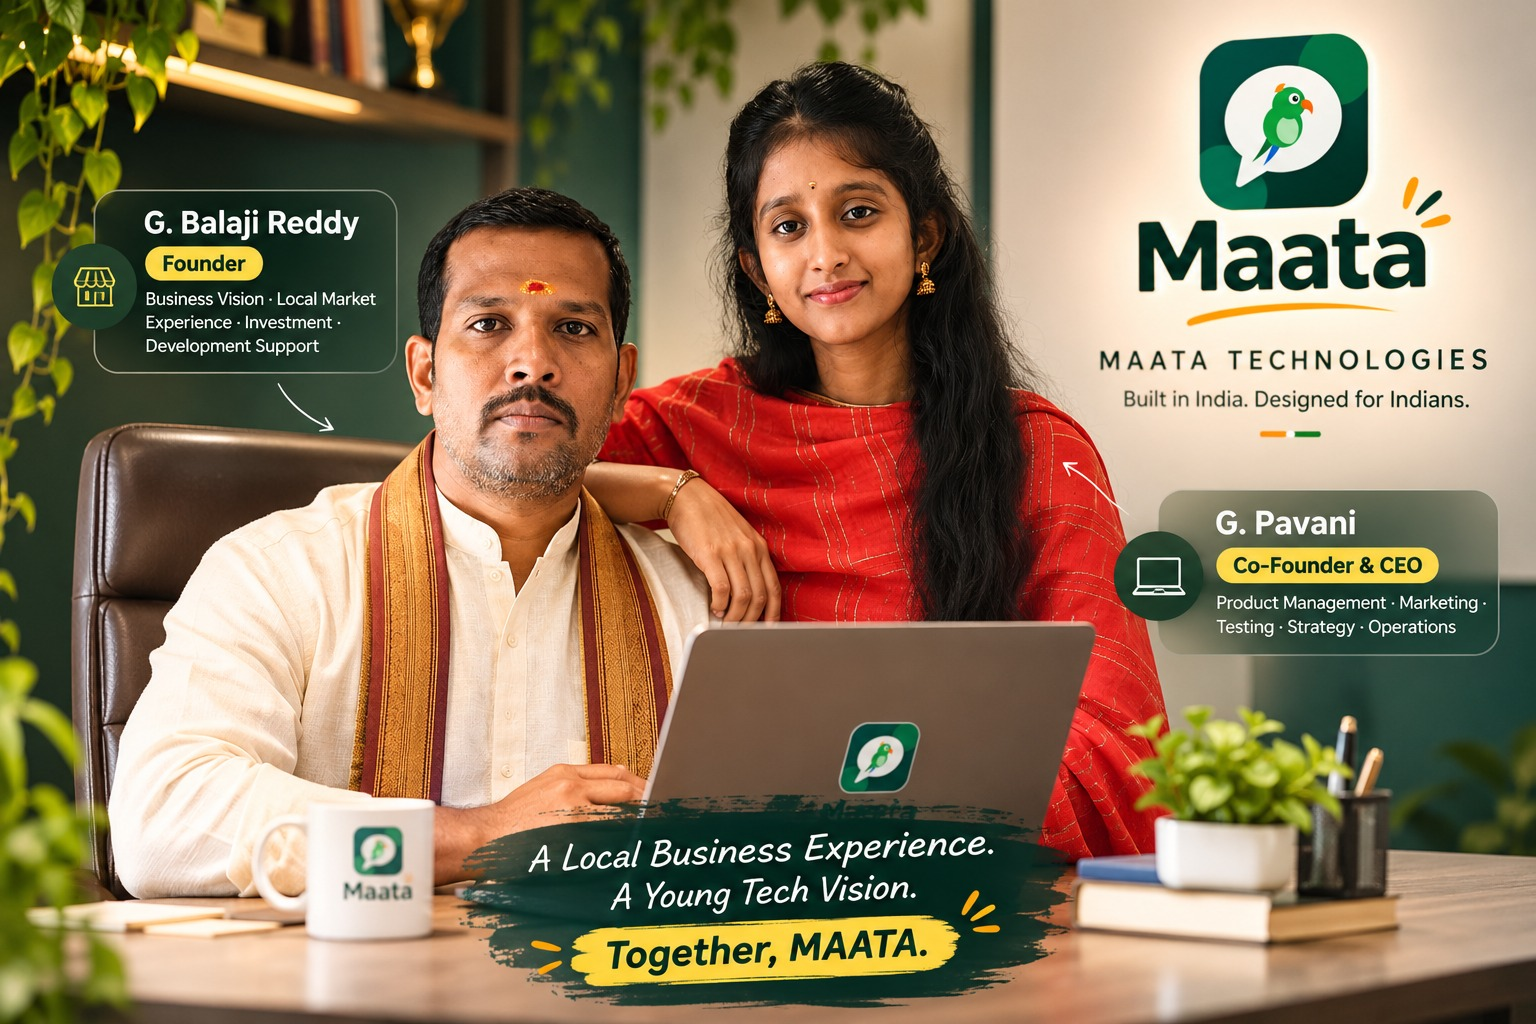 G. Balaji Reddy
Founder
Business Vision · Local Market
Experience · Investment ·
Development Support
Maata
MAATA TECHNOLOGIES
Built in India. Designed for Indians.
G. Pavani
Co-Founder & CEO
Product Management · Marketing ·
Testing · Strategy · Operations
Maata
Maata
A Local Business Experience.
A Young Tech Vision.
Together, MAATA.